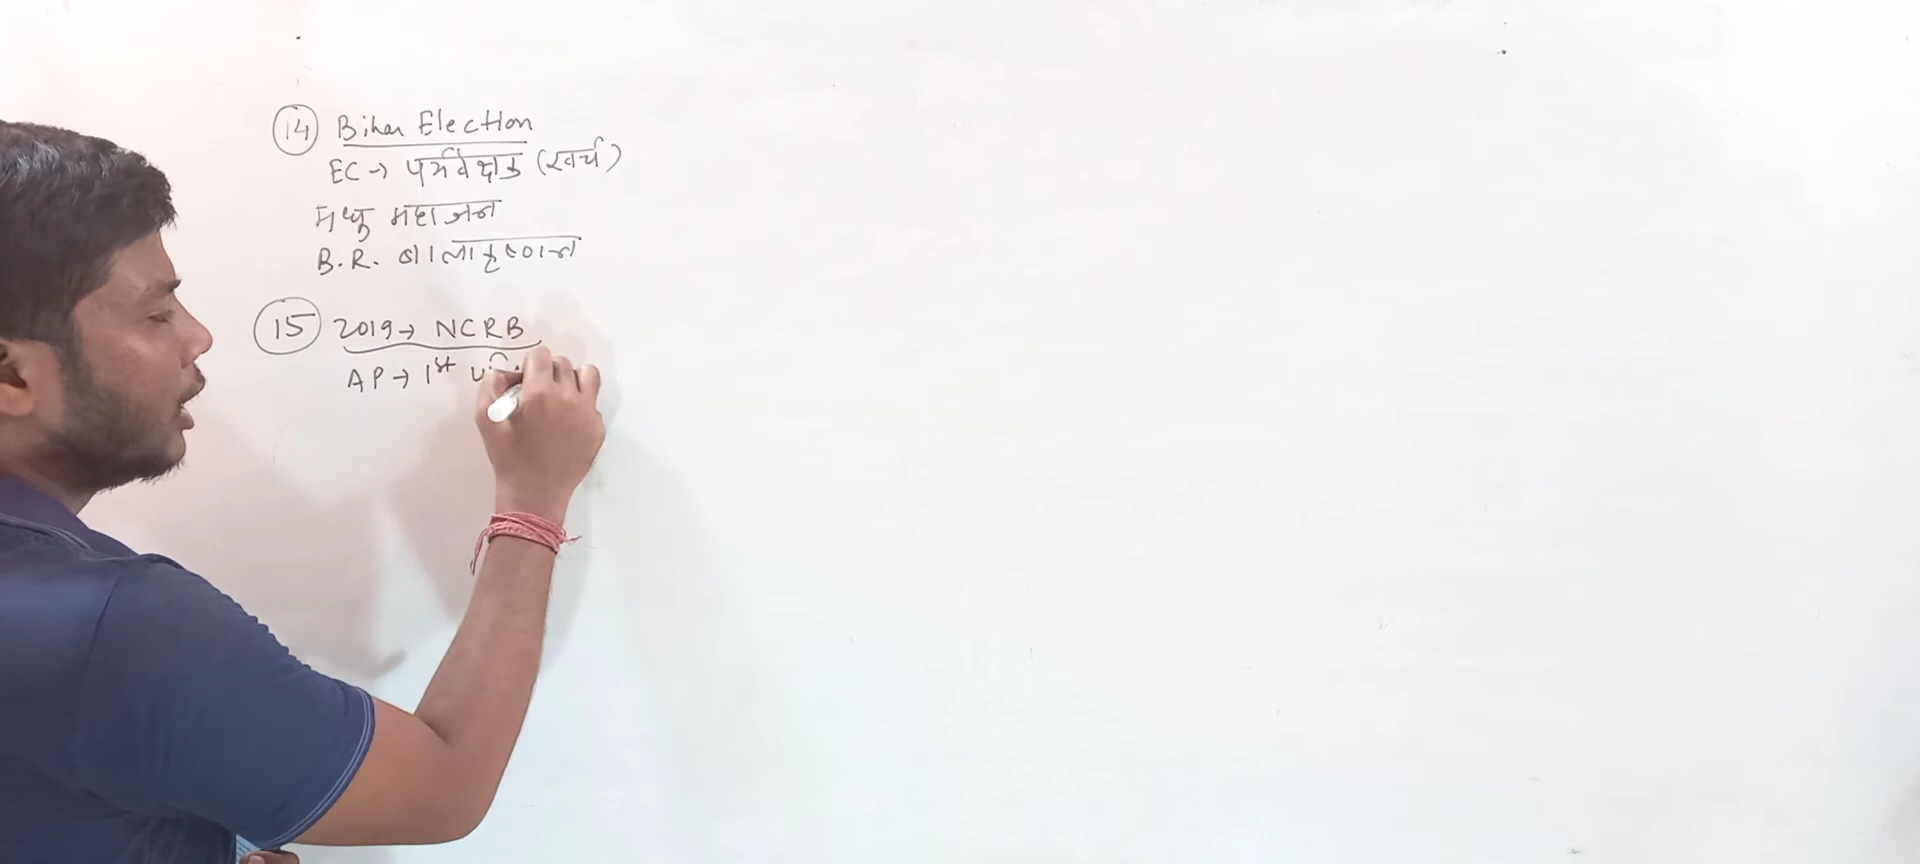 14 Bihar Election
EC → पर्यवेक्षक (खर्च)
मधु महाजन
B.R. बालाकृष्णन
15 2019 → NCRB
AP → 1st